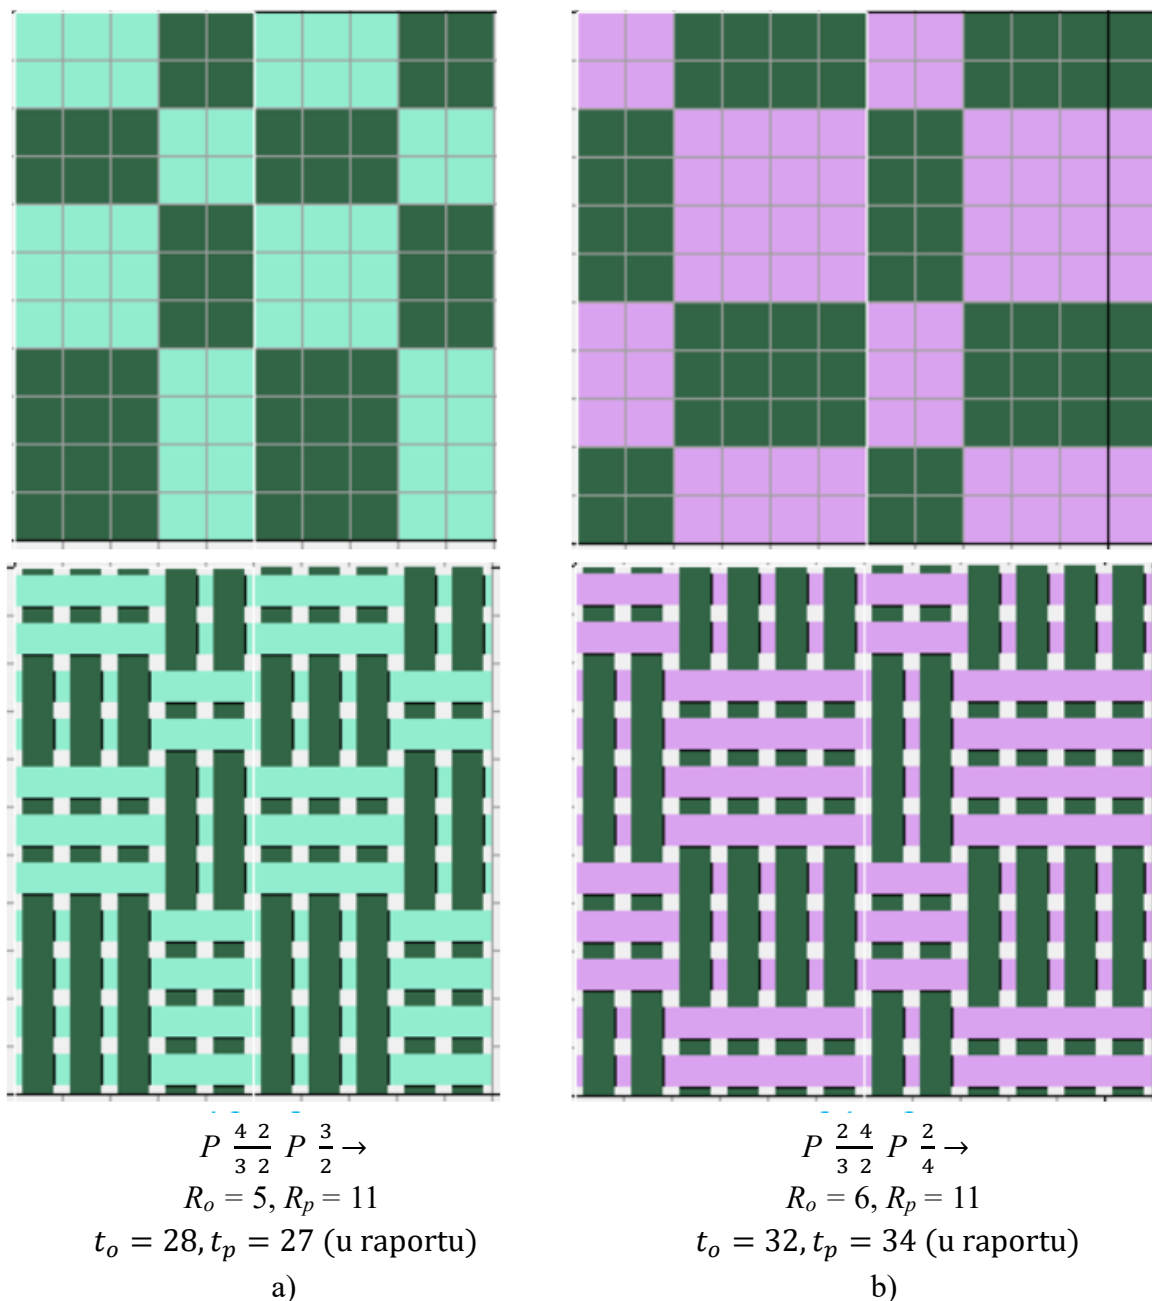 P 4 2 / 3 2 P 3 / 2 →
R_o = 5, R_p = 11
t_o = 28, t_p = 27 (u raportu)
a)
P 2 4 / 3 2 P 2 / 4 →
R_o = 6, R_p = 11
t_o = 32, t_p = 34 (u raportu)
b)